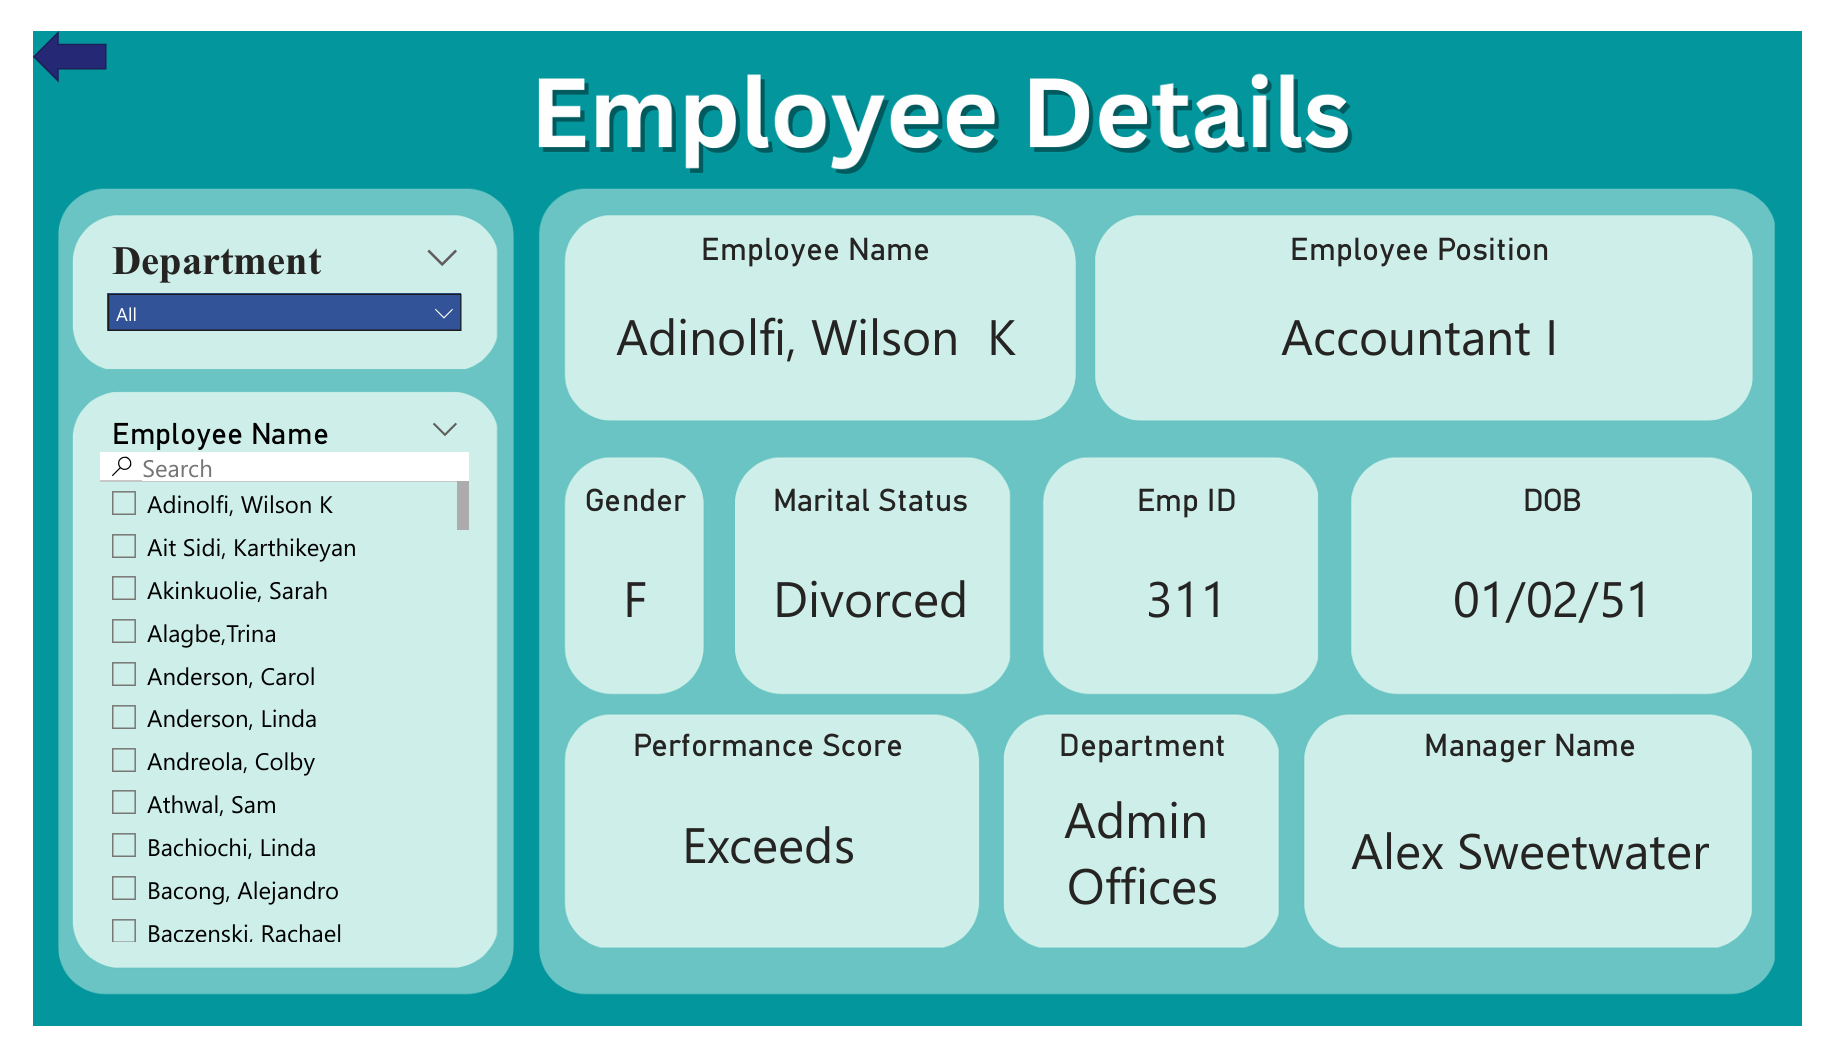 Employee Details
Department
All
Employee Name
Search
Adinolfi, Wilson K
Ait Sidi, Karthikeyan
Akinkuolie, Sarah
Alagbe,Trina
Anderson, Carol
Anderson, Linda
Andreola, Colby
Athwal, Sam
Bachiochi, Linda
Bacong, Alejandro
Baczenski, Rachael
Employee Name
Adinolfi, Wilson  K
Employee Position
Accountant I
Gender
F
Marital Status
Divorced
Emp ID
311
DOB
01/02/51
Performance Score
Exceeds
Department
Admin
Offices
Manager Name
Alex Sweetwater